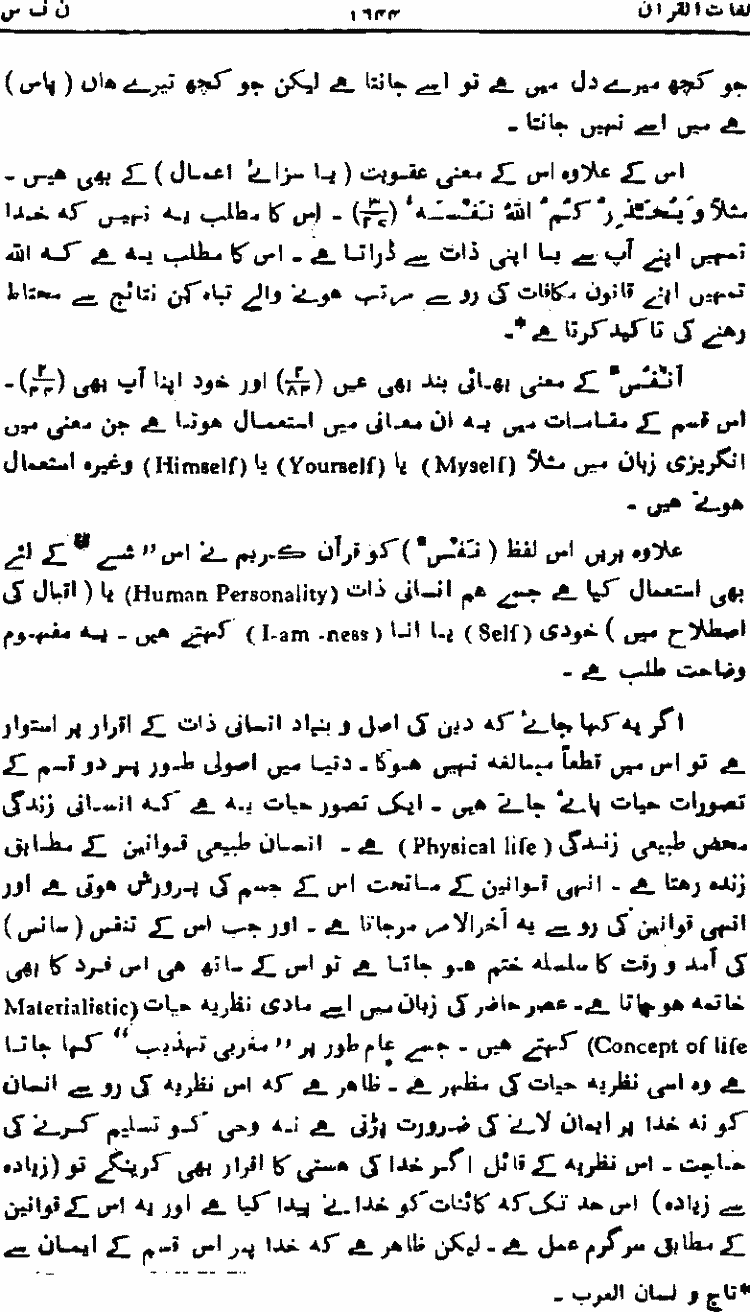 لغات القرآن ۱۶۴۴ ن ف س
جو کچھ میرے دل میں ہے تو اسے جانتا ہے لیکن جو کچھ تیرے ہاں ( پاس )
ہے میں اسے نہیں جانتا ۔
اس کے علاوہ اس کے معنی عقوبت ( یا سزائے اعمال ) کے بھی ہیں ۔
مثلاً وَ یُحَذِّرُ کُمُ اللہُ نَفْسَہٗ (۳/۲۹) ۔ اس کا مطلب یہ نہیں کہ خدا
تمہیں اپنے آپ سے یا اپنی ذات سے ڈراتا ہے ۔ اس کا مطلب یہ ہے کہ اللہ
تمہیں اپنے قانون مکافات کی رو سے مرتب ہونے والے تباہ کن نتائج سے محتاط
رہنے کی تاکید کرتا ہے *۔
اَنْفُسٌ کے معنی بھائی بند بھی ہیں (۲/۸۴) اور خود اپنا آپ بھی (۲/۴۴)۔
اس قسم کے مقامات میں یہ ان معانی میں استعمال ہوتا ہے جن معنی میں
انگریزی زبان میں مثلاً (Myself) یا (Yourself) یا (Himself) وغیرہ استعمال
ہوتے ہیں ۔
علاوہ بریں اس لفظ ( نَفْسٌ ) کو قرآن کریم نے اس ’’ شے ‘‘ کے لئے
بھی استعمال کیا ہے جسے ہم انسانی ذات (Human Personality) یا ( اقبال کی
اصطلاح میں ) خودی (Self) یا انا ( I-am -ness ) کہتے ہیں ۔ یہ مفہوم
وضاحت طلب ہے ۔
اگر یہ کہا جائے کہ دین کی اصل و بنیاد انسانی ذات کے اقرار پر استوار
ہے تو اس میں قطعاً مبالغہ نہیں ہوگا ۔ دنیا میں اصولی طور پر دو قسم کے
تصورات حیات پائے جاتے ہیں ۔ ایک تصور حیات یہ ہے کہ انسانی زندگی
محض طبیعی زندگی ( Physical life ) ہے ۔ انسان طبیعی قوانین کے مطابق
زندہ رہتا ہے ۔ انہی قوانین کے ماتحت اس کے جسم کی پرورش ہوتی ہے اور
انہی قوانین کی رو سے یہ آخرالامر مرجاتا ہے ۔ اور جب اس کے تنفس ( سانس )
کی آمد و رفت کا سلسلہ ختم ہو جاتا ہے تو اس کے ساتھ ہی اس فرد کا بھی
خاتمہ ہو جاتا ہے۔ عصر حاضر کی زبان میں اسے مادی نظریہ حیات (Materialistic
Concept of life) کہتے ہیں ۔ جسے عام طور پر ’’ مغربی تہذیب ‘‘ کہا جاتا
ہے وہ اسی نظریہ حیات کی مظہر ہے ۔ ظاہر ہے کہ اس نظریہ کی رو سے انسان
کو نہ خدا پر ایمان لانے کی ضرورت پڑتی ہے نہ وحی کو تسلیم کرنے کی
حاجت ۔ اس نظریہ کے قائل اگر خدا کی ہستی کا اقرار بھی کرینگے تو (زیادہ
سے زیادہ) اس حد تک کہ کائنات کو خدا نے پیدا کیا ہے اور یہ اس کے قوانین
کے مطابق سرگرم عمل ہے ۔ لیکن ظاہر ہے کہ خدا پر اس قسم کے ایمان سے
*تاج و لسان العرب ۔